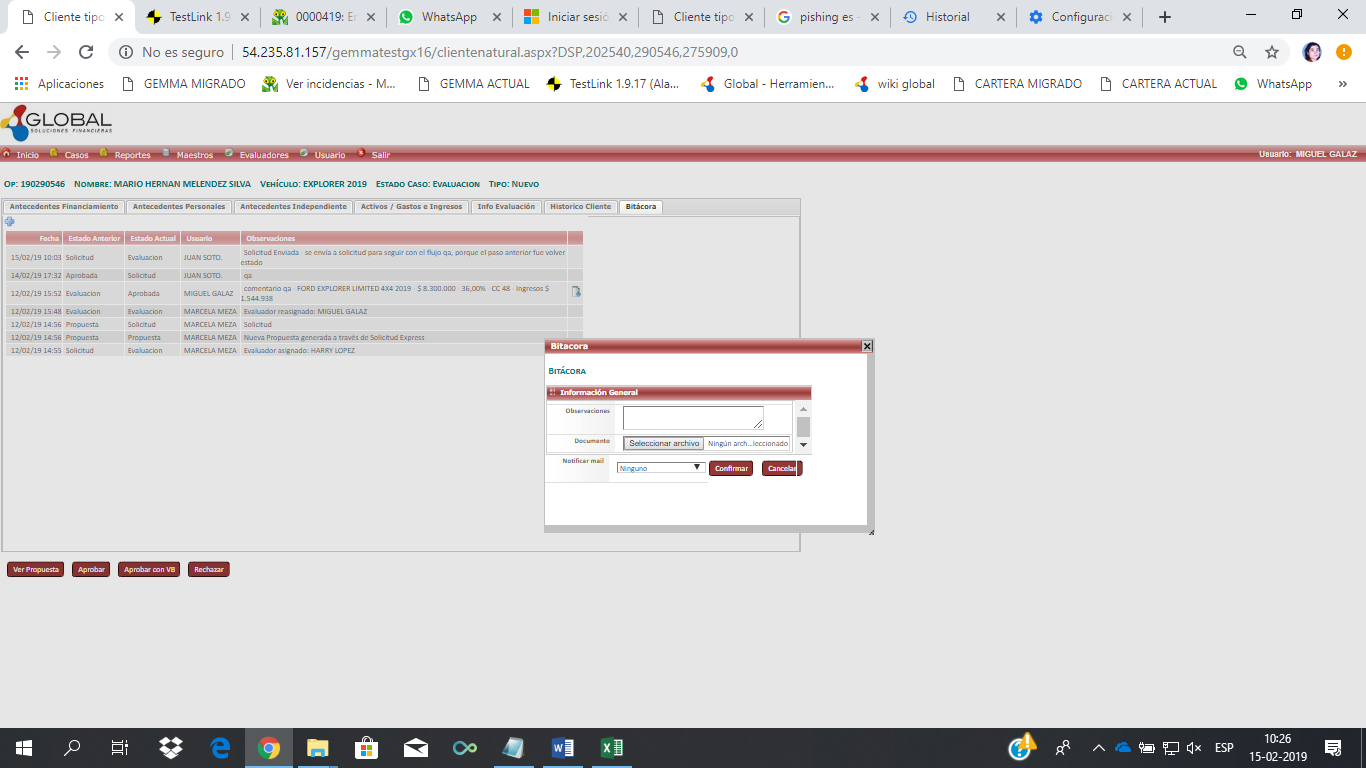 Cliente tipo
TestLink 1.9
0000419: Er
WhatsApp
Iniciar sesió
Cliente tipo
pishing es -
Historial
Configuraci
No es seguro
54.235.81.157/gemmatestgx16/clientenatural.aspx?DSP,202540,290546,275909,0
Aplicaciones
GEMMA MIGRADO
Ver incidencias - M...
GEMMA ACTUAL
TestLink 1.9.17 (Ala...
Global - Herramien...
wiki global
CARTERA MIGRADO
CARTERA ACTUAL
WhatsApp
»
GLOBAL
SOLUCIONES FINANCIERAS
Inicio
Casos
Reportes
Maestros
Evaluadores
Usuario
Salir
Usuario: MIGUEL GALAZ
Op: 190290546 Nombre: MARIO HERNAN MELENDEZ SILVA Vehículo: EXPLORER 2019 Estado Caso: Evaluacion Tipo: Nuevo
Antecedentes Financiamiento
Antecedentes Personales
Antecedentes Independiente
Activos / Gastos e Ingresos
Info Evaluación
Historico Cliente
Bitácora
Fecha Estado Anterior Estado Actual Usuario Observaciones
15/02/19 10:03 Solicitud Evaluacion JUAN SOTO. Solicitud Enviada - se envia a solicitud para seguir con el flujo qa, porque el paso anterior fue volver
estado
14/02/19 17:32 Aprobada Solicitud JUAN SOTO. qa
12/02/19 15:52 Evaluacion Aprobada MIGUEL GALAZ comentario qa - FORD EXPLORER LIMITED 4X4 2019 - $ 8.300.000 - 36,00% - CC 48 - Ingresos $
1.544.938
12/02/19 15:48 Evaluacion Evaluacion MARCELA MEZA Evaluador reasignado: MIGUEL GALAZ
12/02/19 14:56 Propuesta Solicitud MARCELA MEZA Solicitud
12/02/19 14:56 Propuesta Propuesta MARCELA MEZA Nueva Propuesta generada a través de Solicitud Express
12/02/19 14:55 Solicitud Evaluacion MARCELA MEZA Evaluador asignado: HARRY LOPEZ
Bitacora
Bitácora
Información General
Observaciones
Documento
Seleccionar archivo
Ningún arch...leccionado
Notificar mail
Ninguno
Confirmar
Cancelar
Ver Propuesta
Aprobar
Aprobar con VB
Rechazar
ESP
10:26
15-02-2019